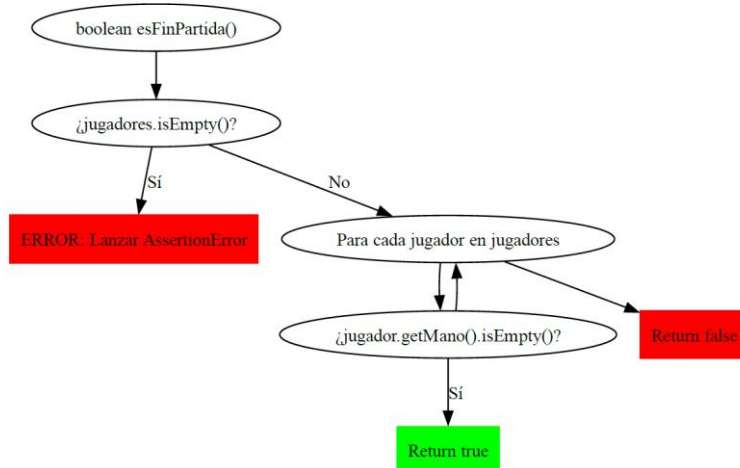 boolean esFinPartida()
¿jugadores.isEmpty()?
Sí
No
ERROR: Lanzar AssertionError
Para cada jugador en jugadores
¿jugador.getMano().isEmpty()?
Return false
Sí
Return true